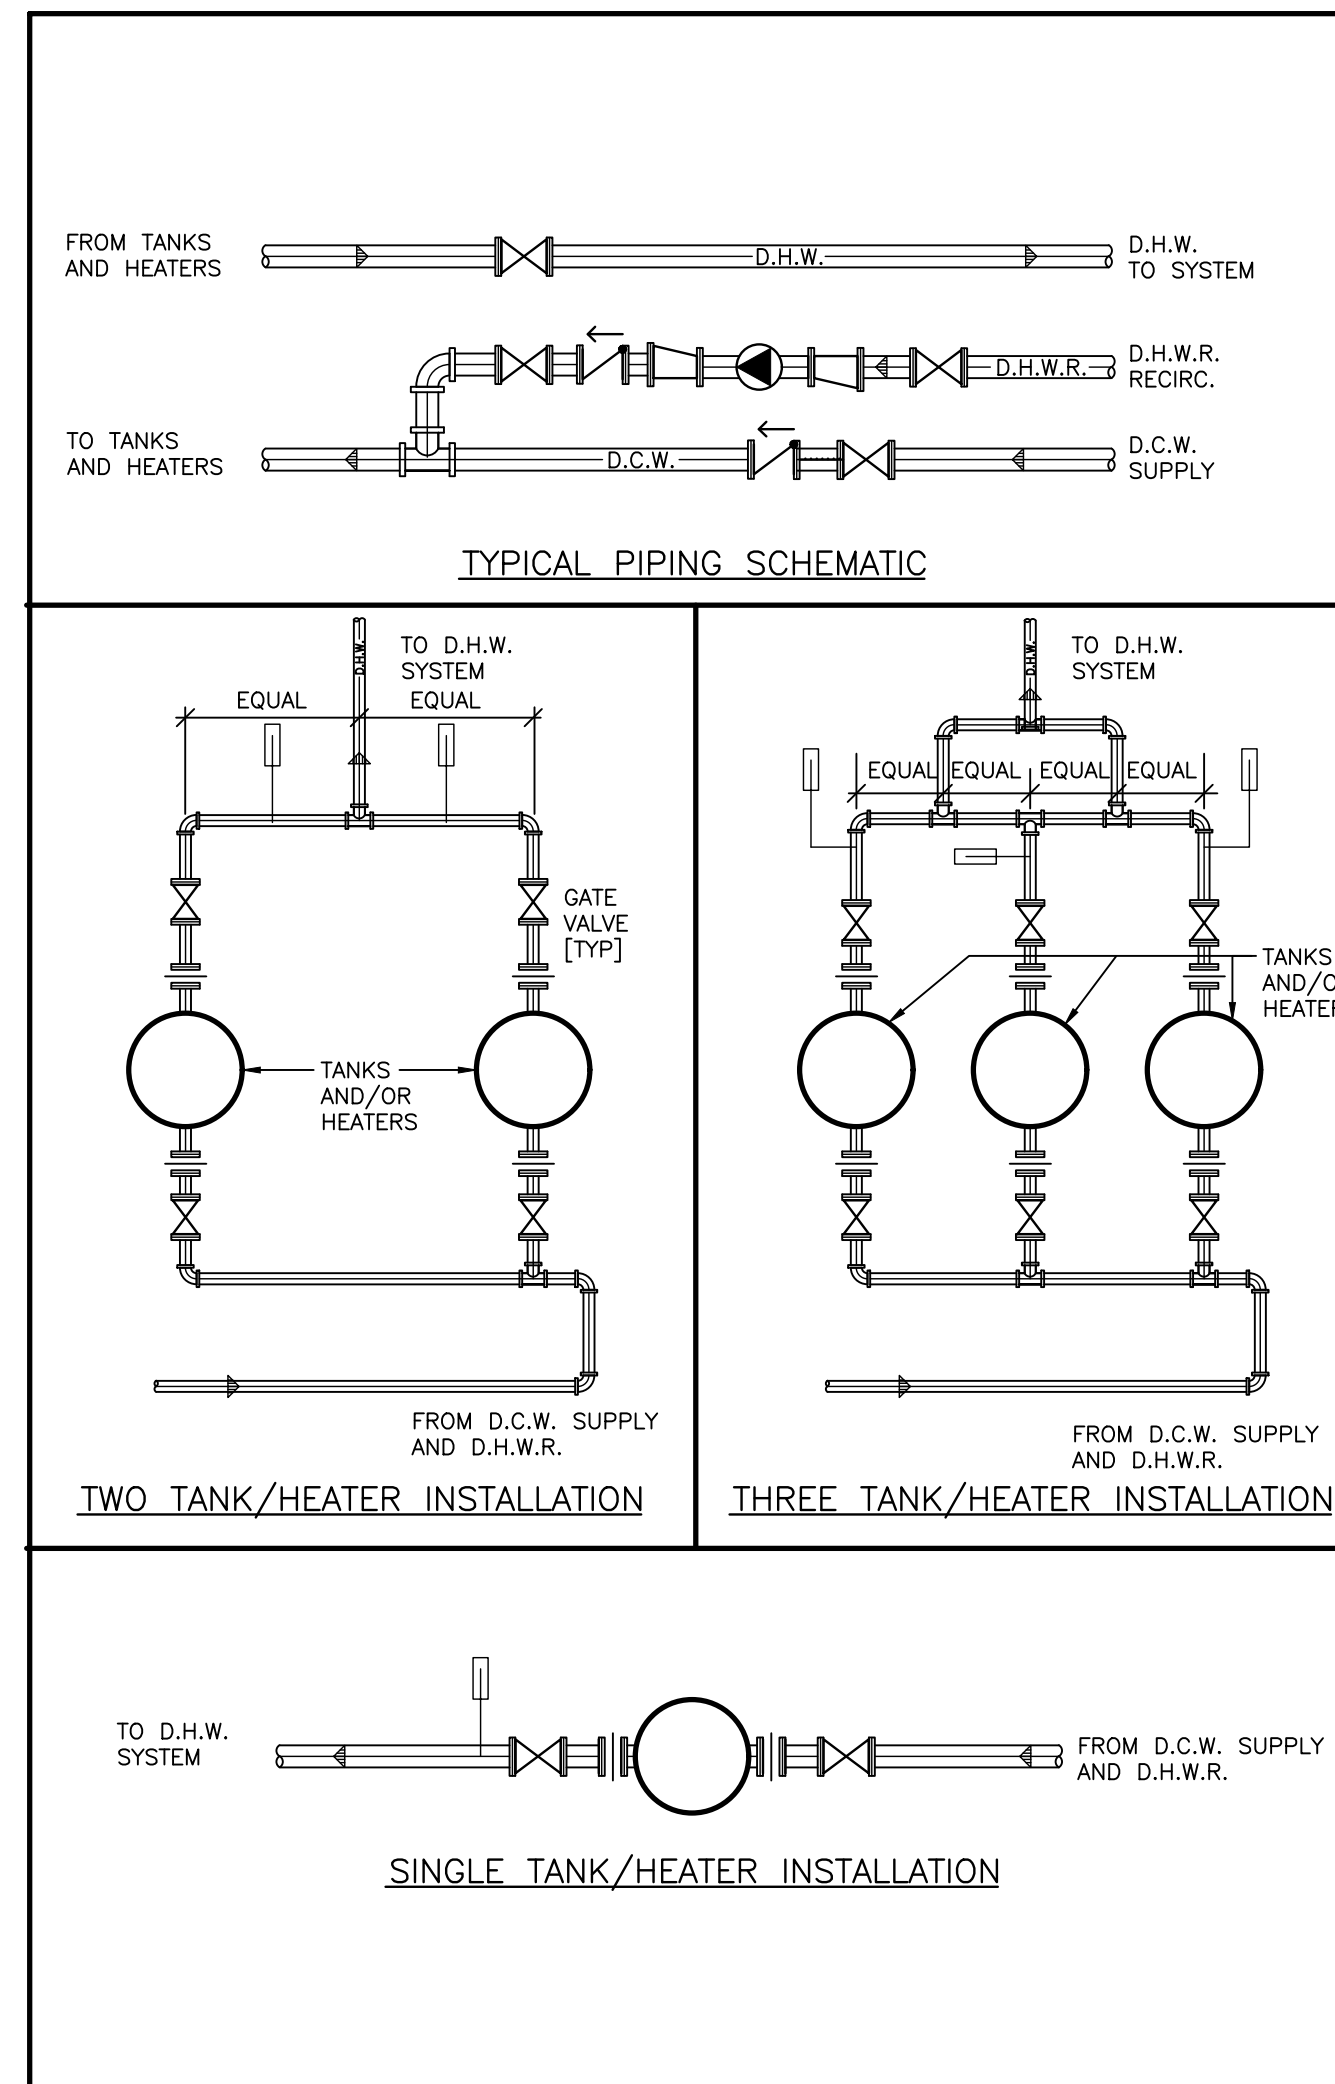 FROM TANKS
AND HEATERS
D.H.W.
D.H.W.
TO SYSTEM
D.H.W.R.
D.H.W.R.
RECIRC.
TO TANKS
AND HEATERS
D.C.W.
D.C.W.
SUPPLY
TYPICAL PIPING SCHEMATIC
D.H.W.
TO D.H.W.
SYSTEM
EQUAL EQUAL
GATE
VALVE
[TYP]
TANKS
AND/OR
HEATERS
FROM D.C.W. SUPPLY
AND D.H.W.R.
TWO TANK/HEATER INSTALLATION
D.H.W.
TO D.H.W.
SYSTEM
EQUAL EQUAL EQUAL EQUAL
TANKS
FROM D.C.W. SUPPLY
AND D.H.W.R.
THREE TANK/HEATER INSTALLATION
TO D.H.W.
SYSTEM
FROM D.C.W. SUPPLY
AND D.H.W.R.
SINGLE TANK/HEATER INSTALLATION